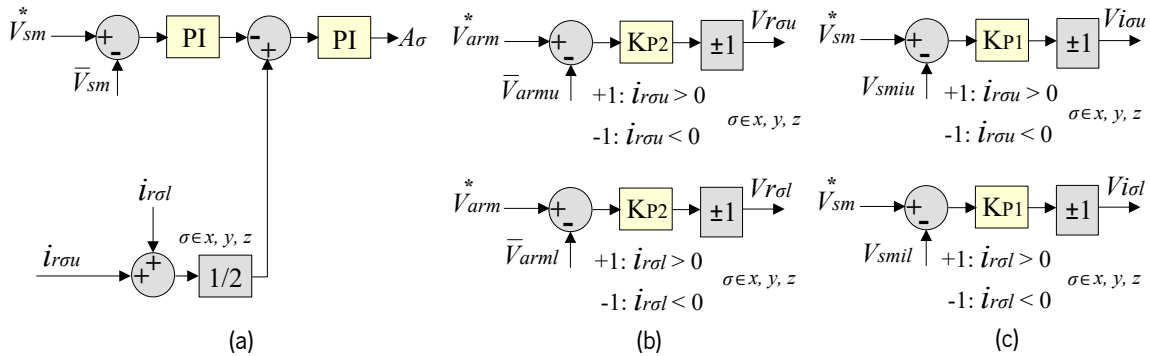 V*sm + - PI - + PI Aσ
V̄sm
irσl
σ∈x, y, z
irσu + + 1/2
(a)
V*arm + - KP2 ±1 Vrσu
V̄armu +1: irσu > 0
-1: irσu < 0 σ∈x, y, z
V*arm + - KP2 ±1 Vrσl
V̄arml +1: irσl > 0
-1: irσl < 0 σ∈x, y, z
(b)
V*sm + - KP1 ±1 Viσu
Vsmiu +1: irσu > 0
-1: irσu < 0 σ∈x, y, z
V*sm + - KP1 ±1 Viσl
Vsmil +1: irσl > 0
-1: irσl < 0 σ∈x, y, z
(c)